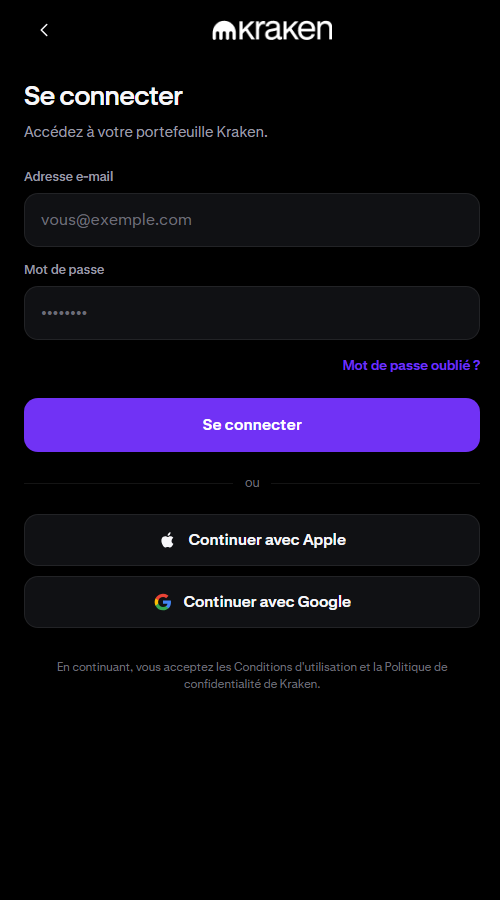 kraken
Se connecter
Accédez à votre portefeuille Kraken.
Adresse e-mail
vous@exemple.com
Mot de passe
••••••••
Mot de passe oublié ?
Se connecter
ou
Continuer avec Apple
Continuer avec Google
En continuant, vous acceptez les Conditions d'utilisation et la Politique de
confidentialité de Kraken.